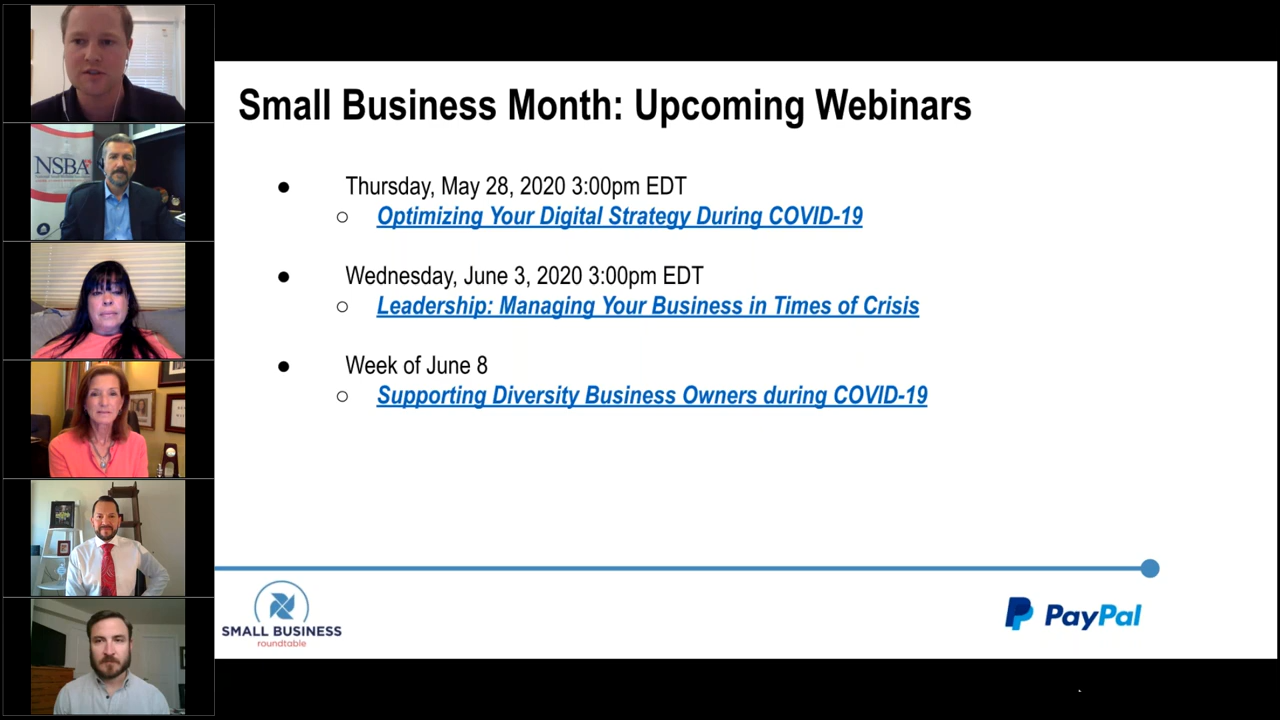 Small Business Month: Upcoming Webinars
● Thursday, May 28, 2020 3:00pm EDT
○ Optimizing Your Digital Strategy During COVID-19
● Wednesday, June 3, 2020 3:00pm EDT
○ Leadership: Managing Your Business in Times of Crisis
● Week of June 8
○ Supporting Diversity Business Owners during COVID-19
NSBA
SMALL BUSINESS
roundtable
PayPal